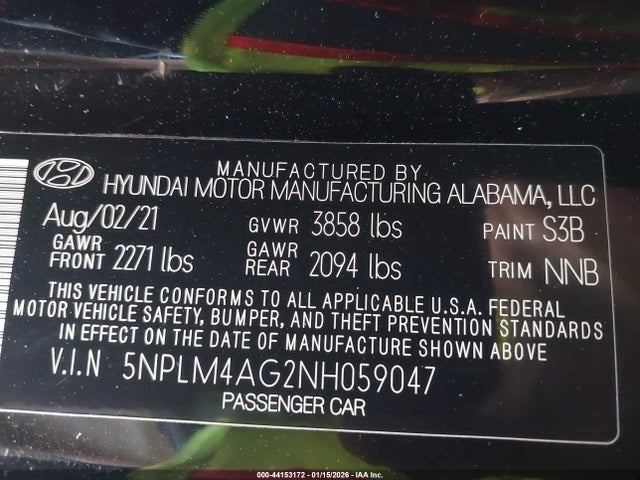 MANUFACTURED BY
HYUNDAI MOTOR MANUFACTURING ALABAMA, LLC
Aug/02/21 GVWR 3858 lbs PAINT S3B
GAWR FRONT 2271 lbs GAWR REAR 2094 lbs TRIM NNB
THIS VEHICLE CONFORMS TO ALL APPLICABLE U.S.A. FEDERAL
MOTOR VEHICLE SAFETY, BUMPER, AND THEFT PREVENTION STANDARDS
IN EFFECT ON THE DATE OF MANUFACTURE SHOWN ABOVE
V.I.N 5NPLM4AG2NH059047
PASSENGER CAR
000-44153172 - 01/15/2026 - IAA Inc.